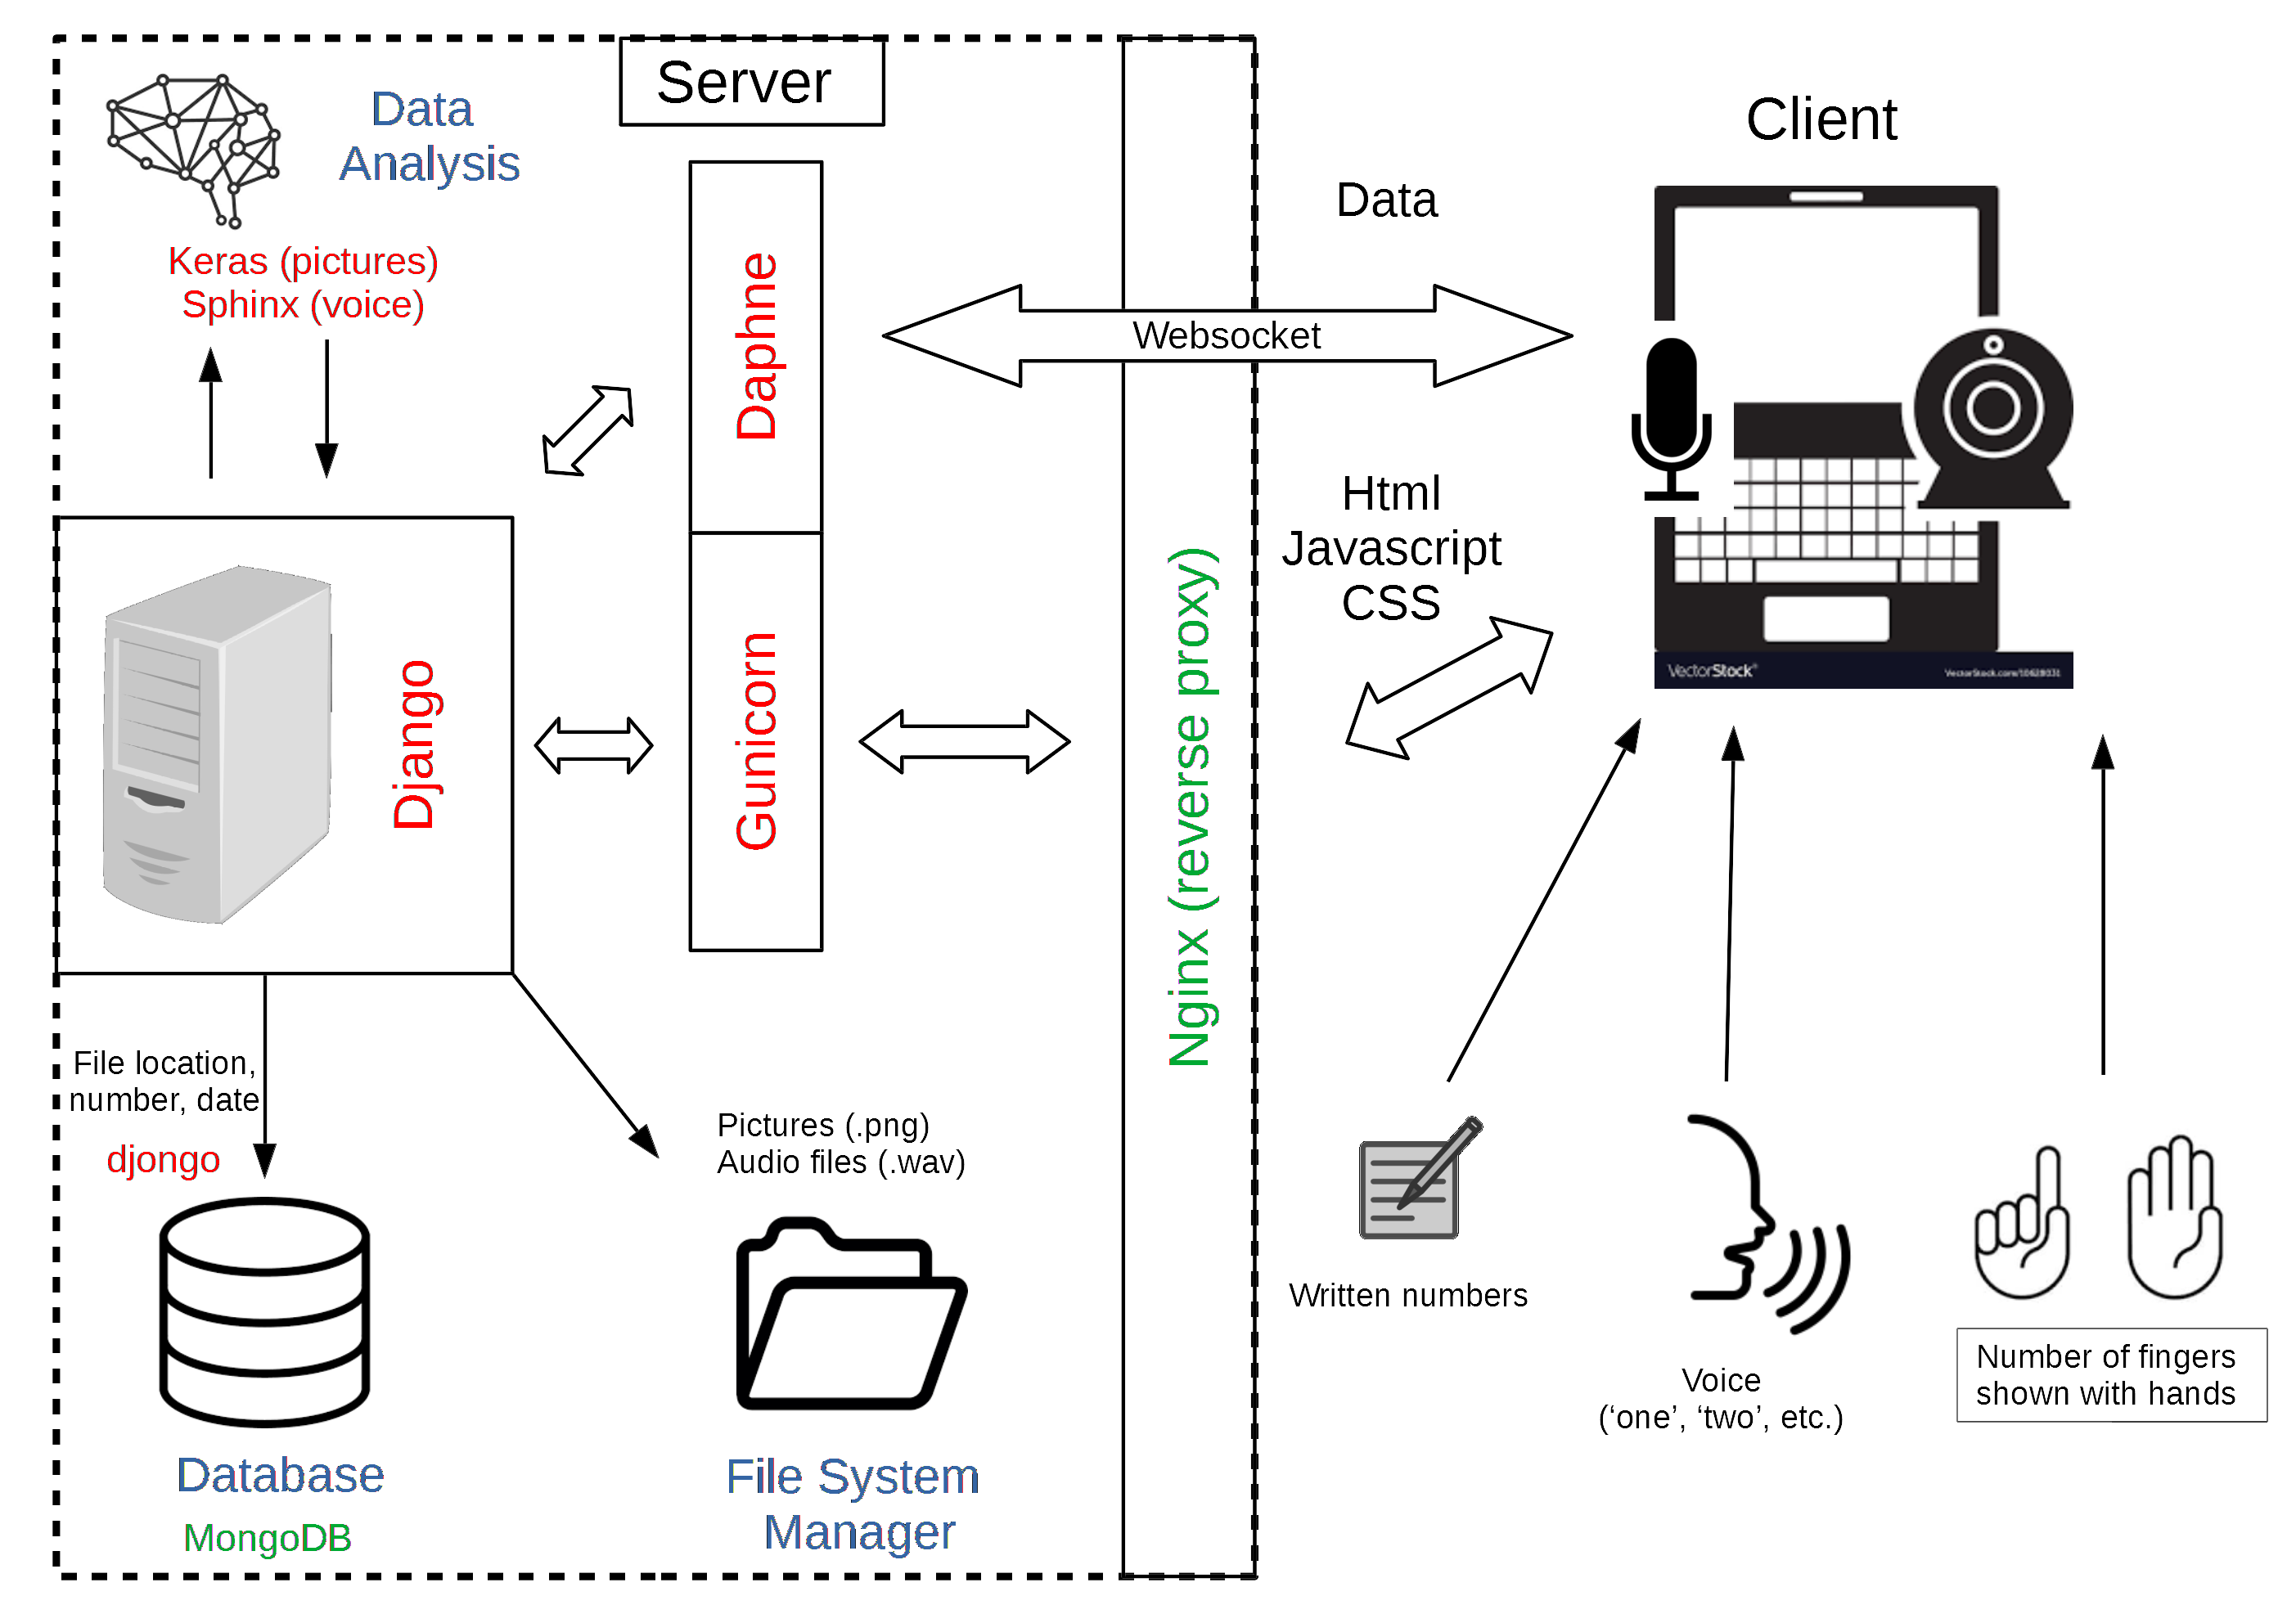 Server
Data
Analysis
Keras (pictures)
Sphinx (voice)
Daphne
Gunicorn
Django
File location,
number, date
djongo
Database
MongoDB
Pictures (.png)
Audio files (.wav)
File System
Manager
Nginx (reverse proxy)
Data
Websocket
Html
Javascript
CSS
Client
VectorStock®
VectorStock.com/10628031
Written numbers
Voice
(‘one’, ‘two’, etc.)
Number of fingers
shown with hands